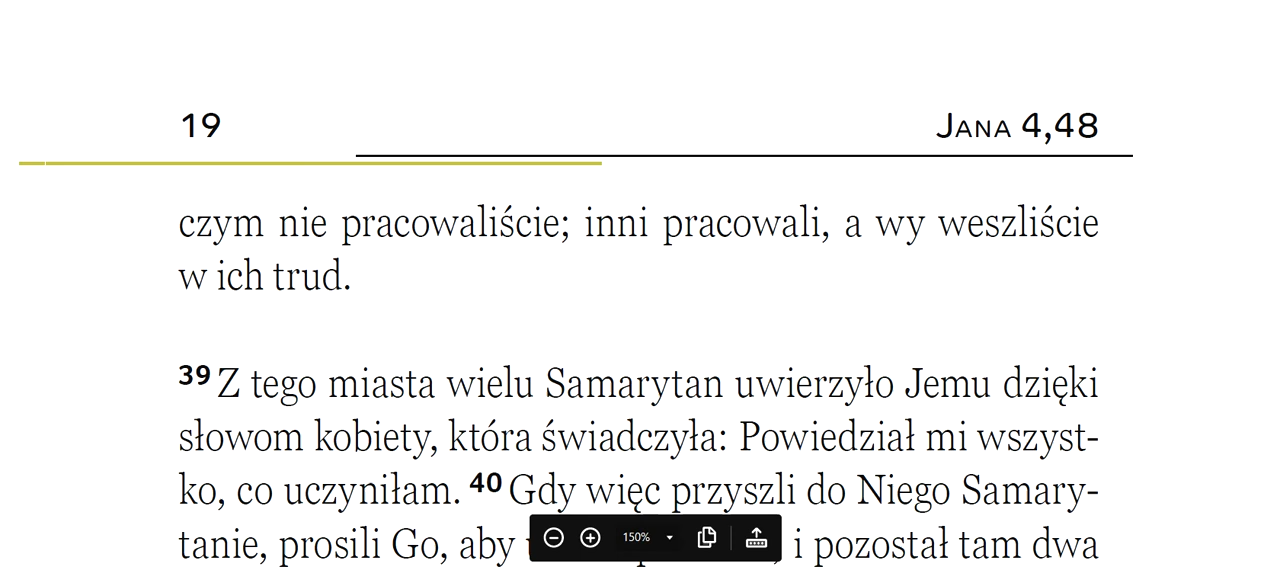 19 Jana 4,48
czym nie pracowaliście; inni pracowali, a wy weszliście
w ich trud.
39 Z tego miasta wielu Samarytan uwierzyło Jemu dzięki
słowom kobiety, która świadczyła: Powiedział mi wszyst-
ko, co uczyniłam. 40 Gdy więc przyszli do Niego Samary-
tanie, prosili Go, aby i pozostał tam dwa
150%